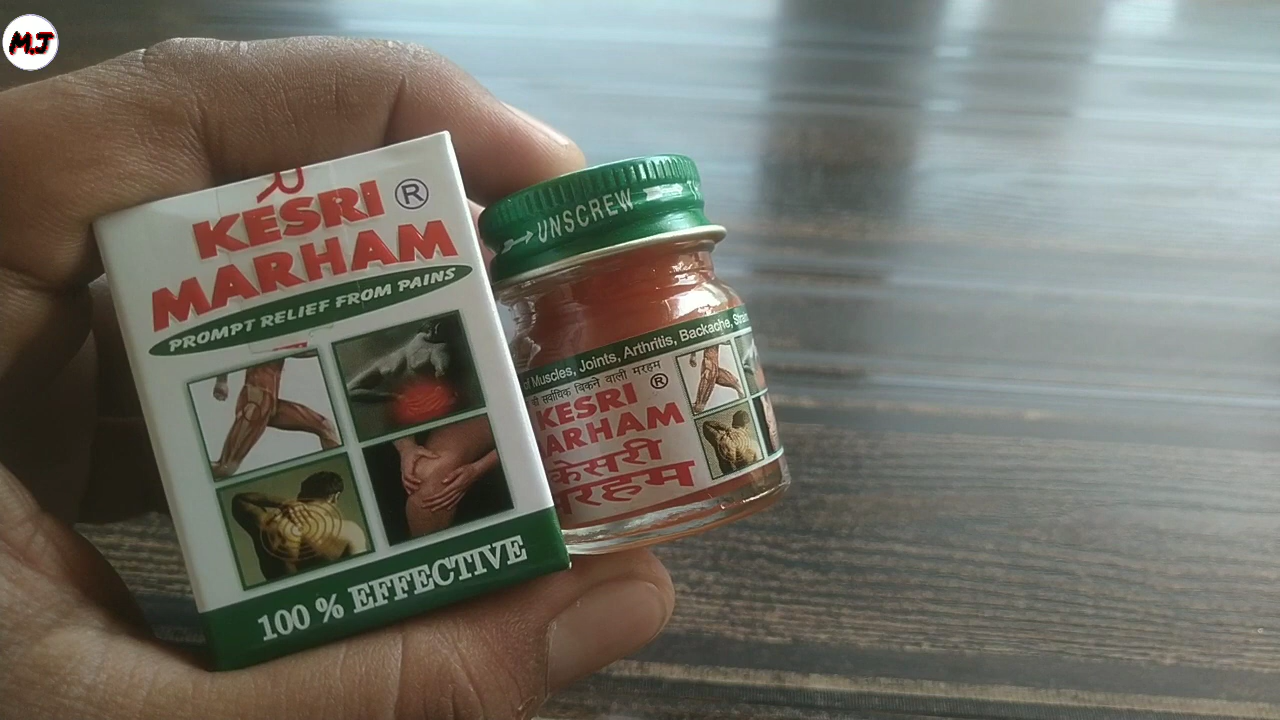 M.J
KESRI ®
MARHAM
PROMPT RELIEF FROM PAINS
100 % EFFECTIVE
UNSCREW
of Muscles, Joints, Arthritis, Backache,
सर्वाधिक बिकने वाली मरहम
KESRI ®
ARHAM
केसरी
मरहम